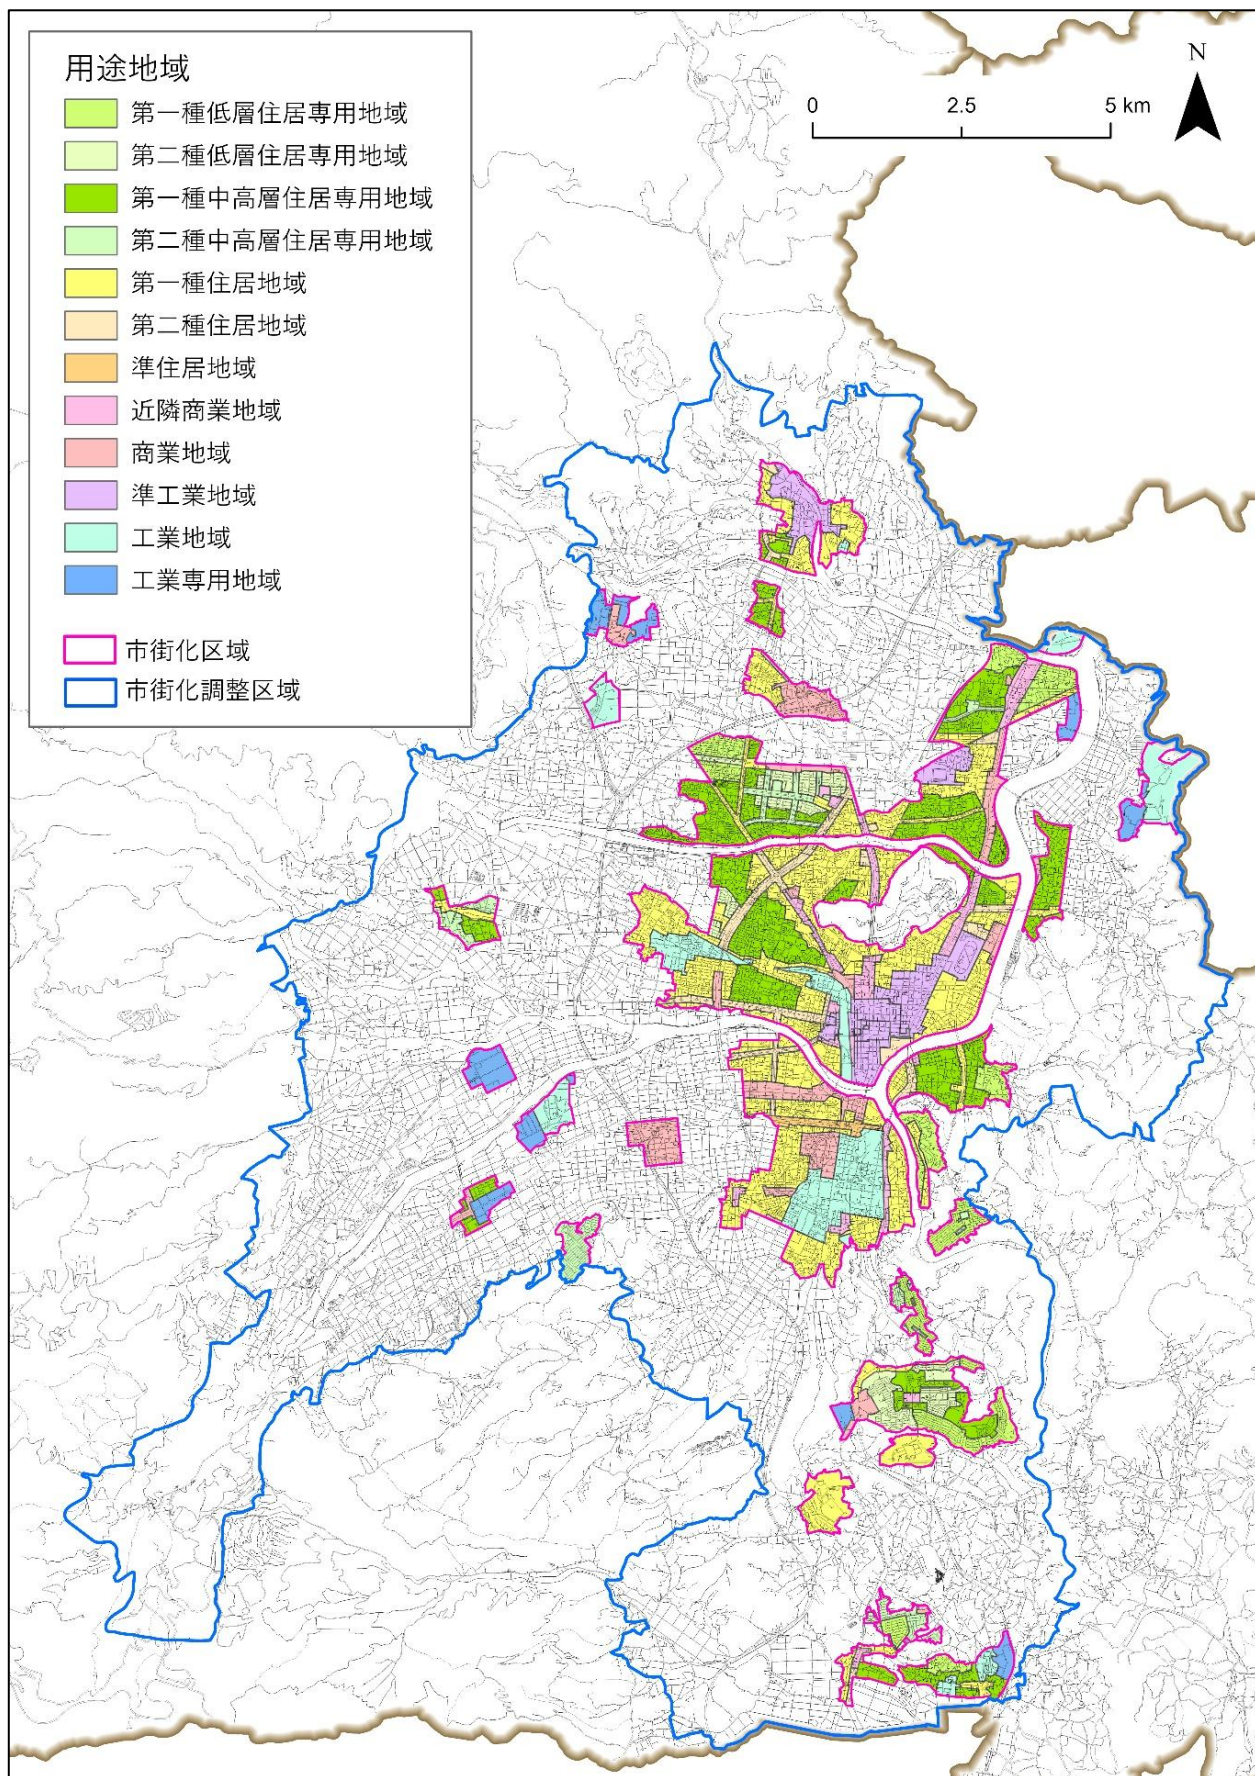 用途地域
第一種低層住居専用地域
第二種低層住居専用地域
第一種中高層住居専用地域
第二種中高層住居専用地域
第一種住居地域
第二種住居地域
準住居地域
近隣商業地域
商業地域
準工業地域
工業地域
工業専用地域
市街化区域
市街化調整区域
0 2.5 5 km
N